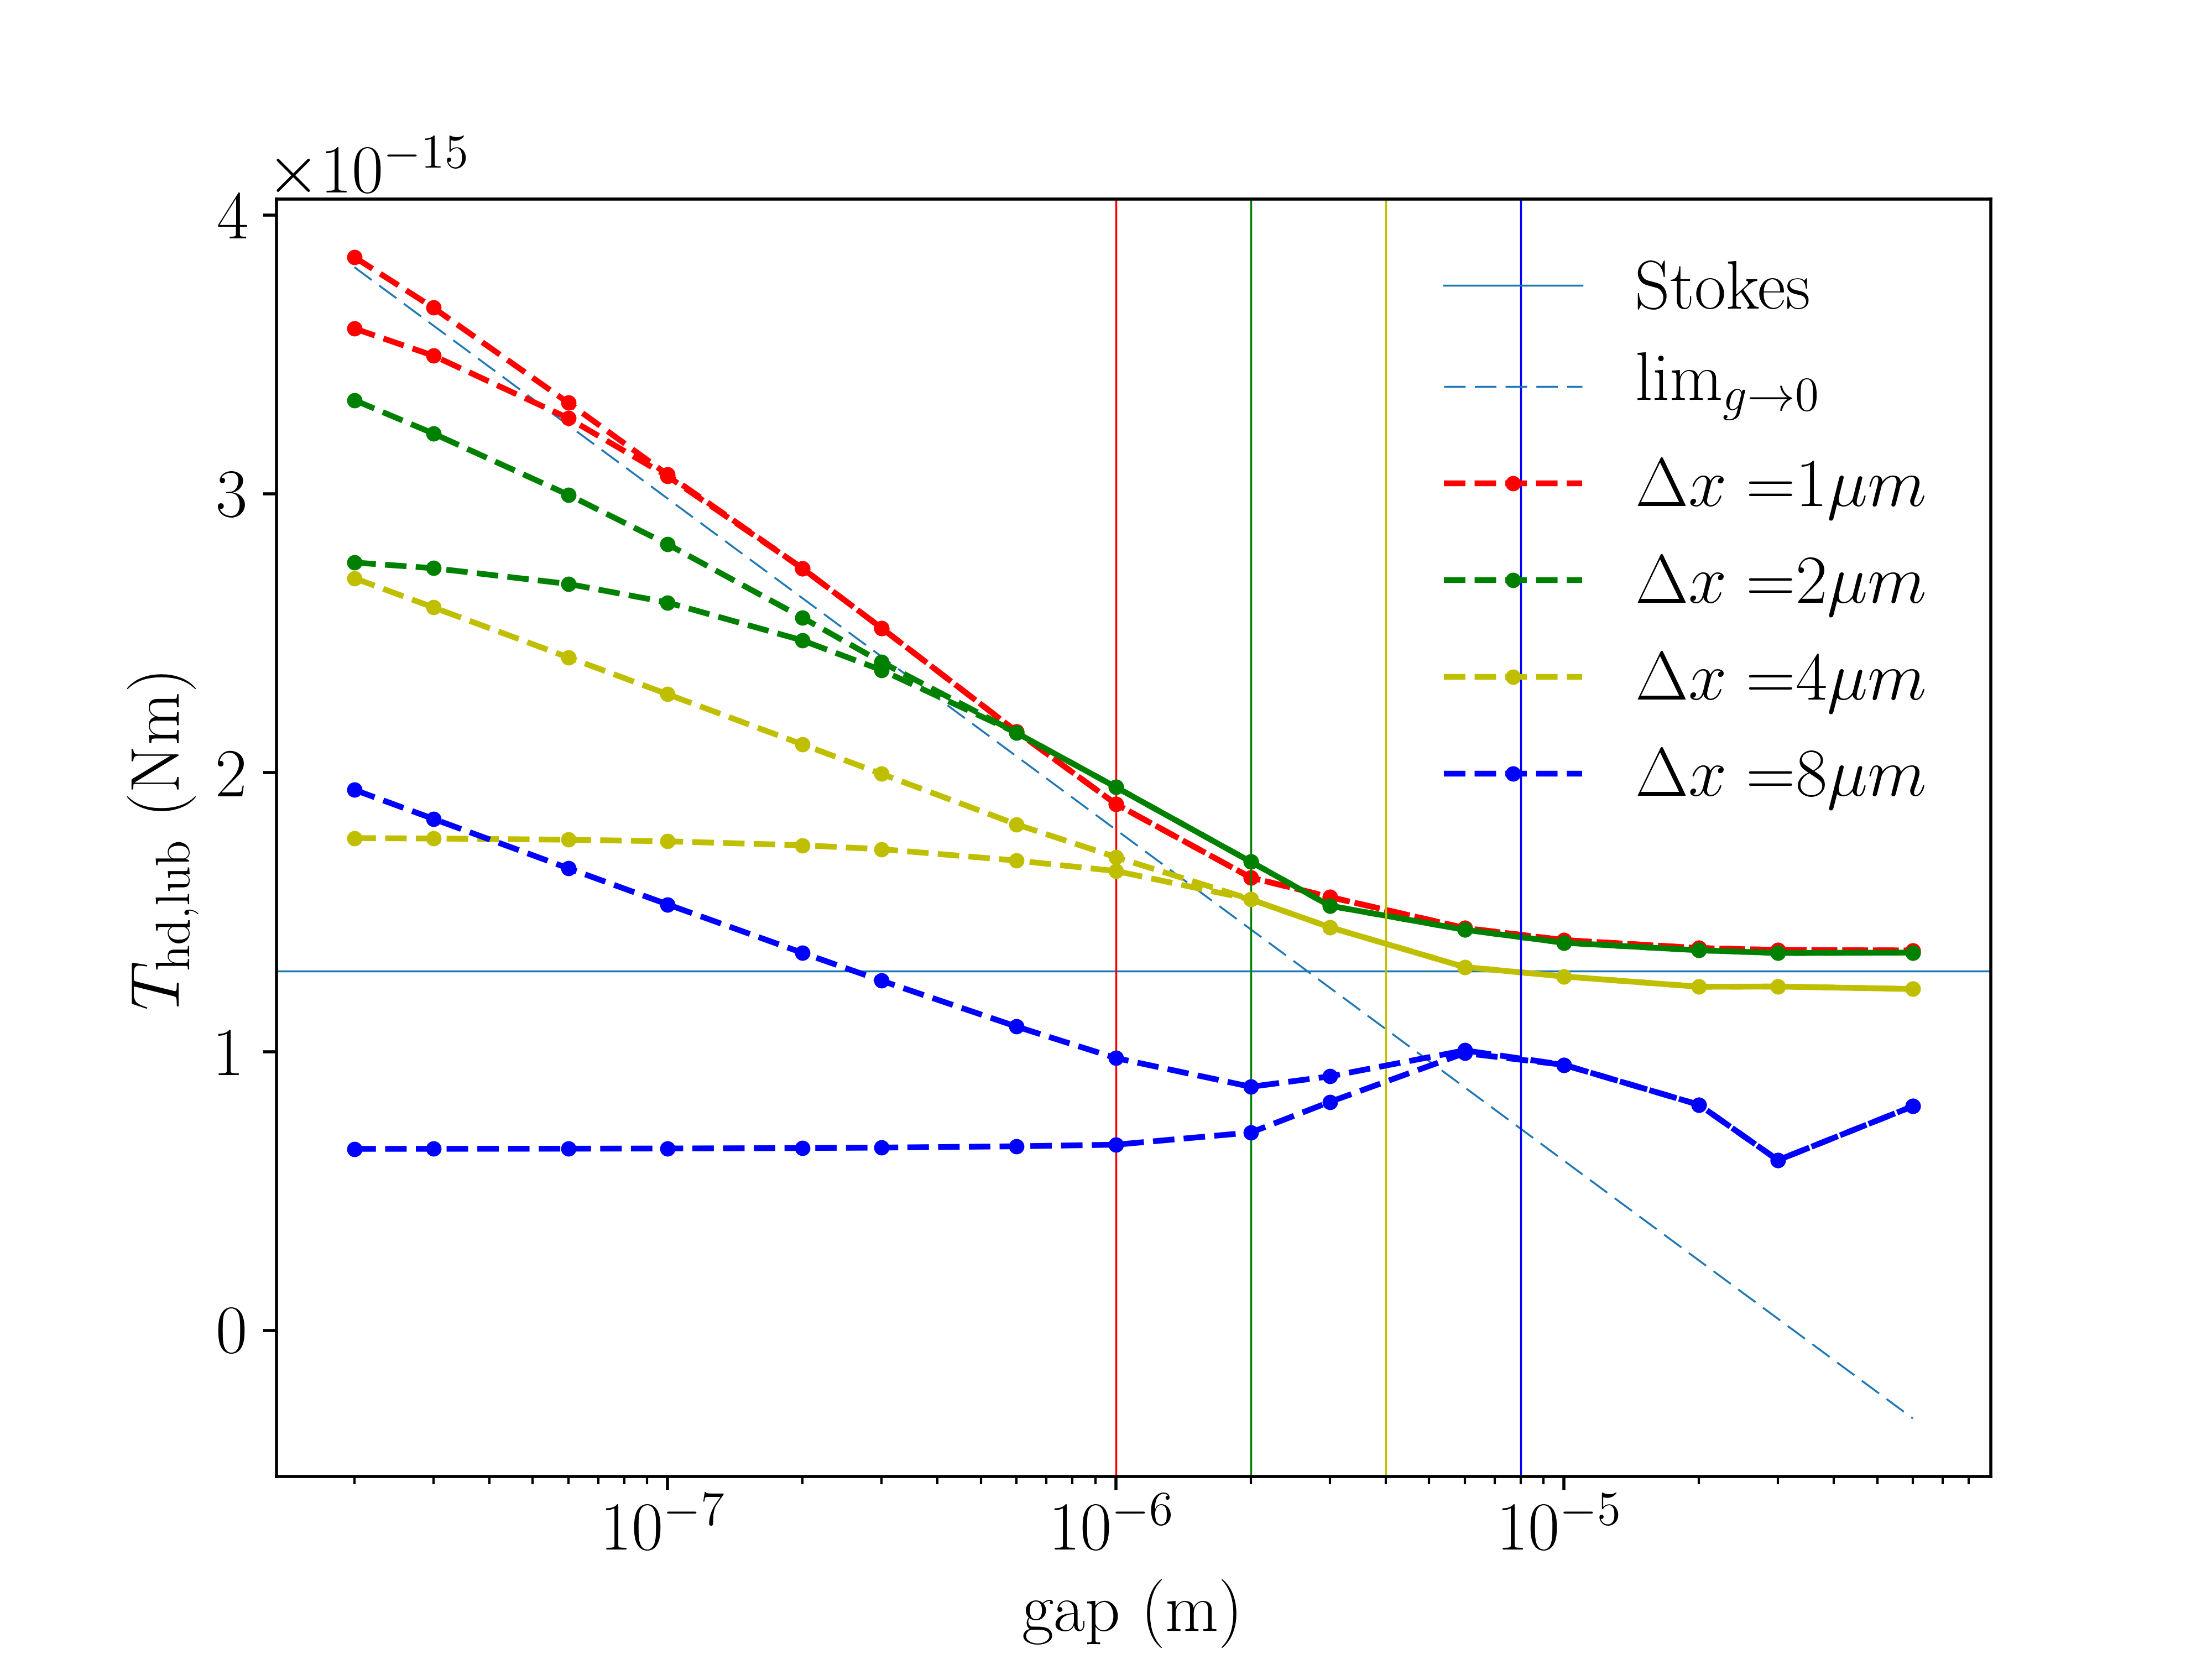 ×10⁻¹⁵
4
3
2
1
0
T_hd,lub (Nm)
Stokes
lim_g→0
Δx =1μm
Δx =2μm
Δx =4μm
Δx =8μm
10⁻⁷ 10⁻⁶ 10⁻⁵
gap (m)